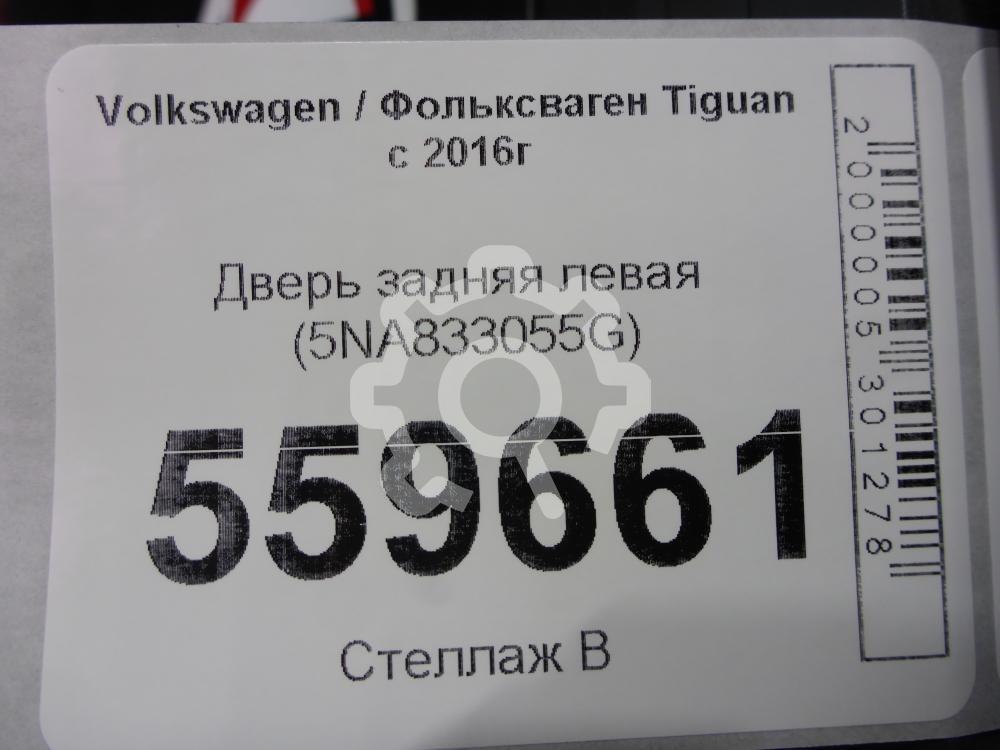 Volkswagen / Фольксваген Tiguan
с 2016г
Дверь задняя левая
(5NA833055G)
559661
Стеллаж В
2000005301278